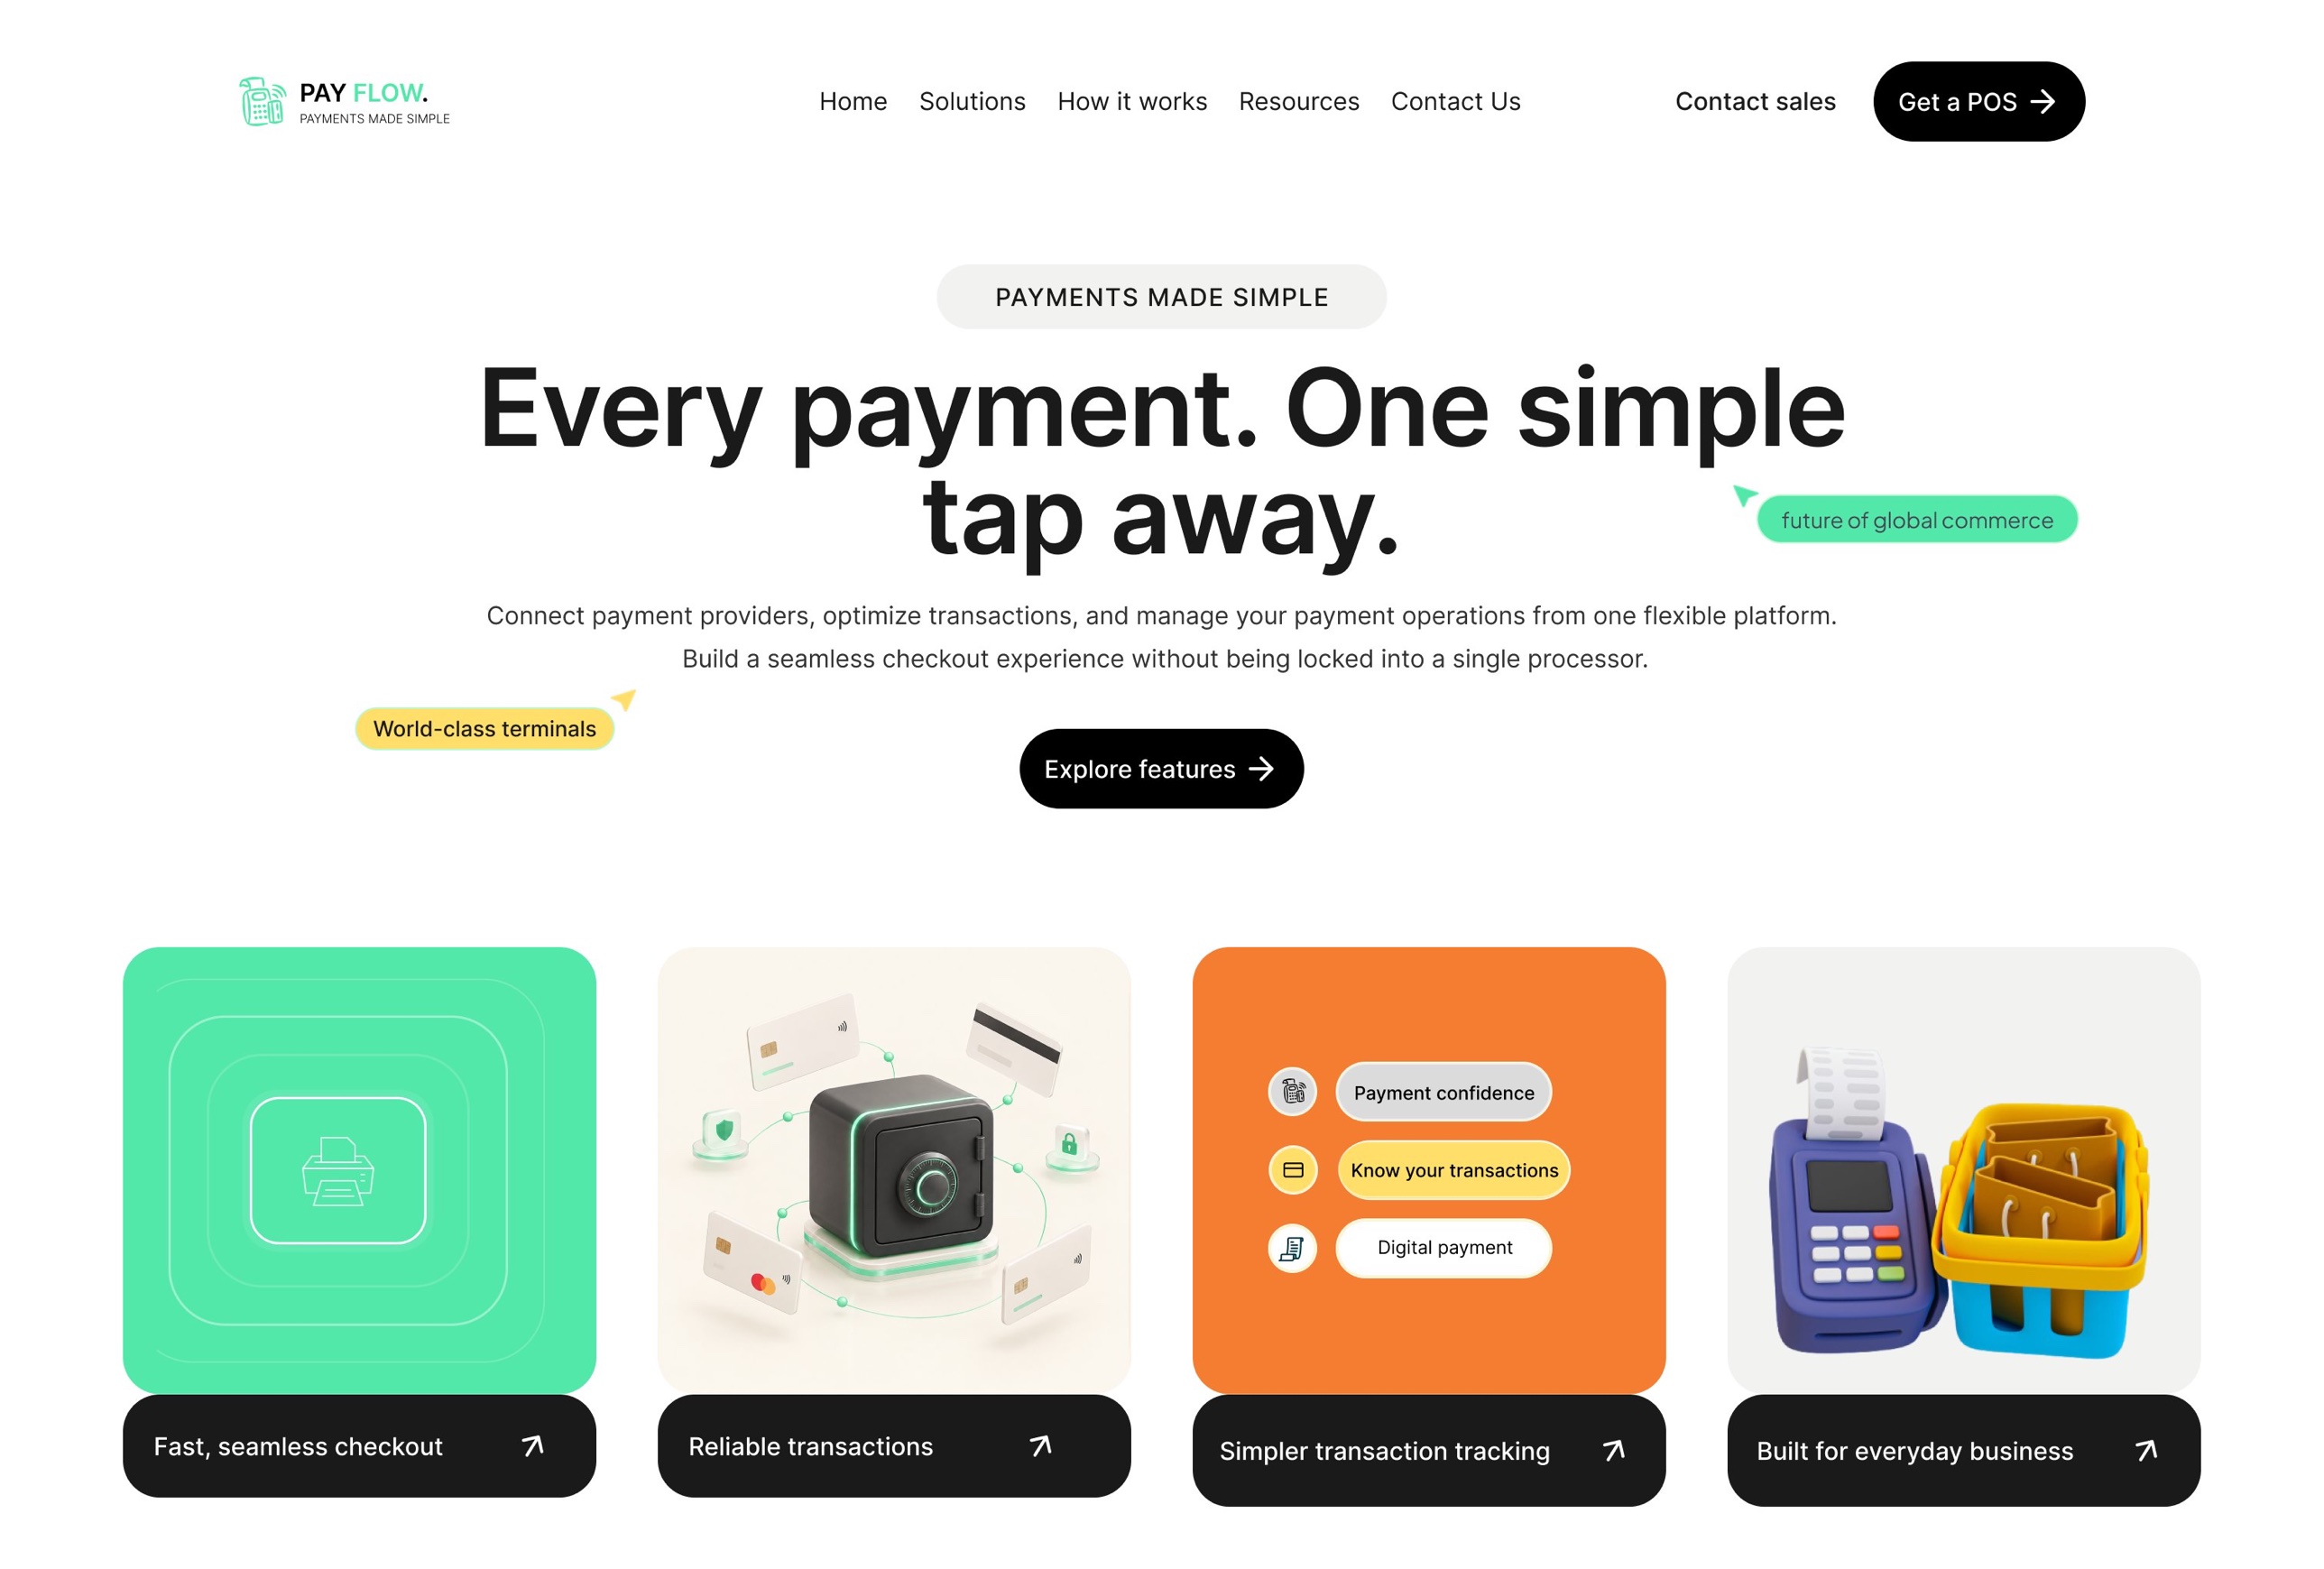 PAY FLOW.
PAYMENTS MADE SIMPLE
Home
Solutions
How it works
Resources
Contact Us
Contact sales
Get a POS
PAYMENTS MADE SIMPLE
Every payment. One simple
tap away.
future of global commerce
Connect payment providers, optimize transactions, and manage your payment operations from one flexible platform.
Build a seamless checkout experience without being locked into a single processor.
World-class terminals
Explore features
Payment confidence
Know your transactions
Digital payment
Fast, seamless checkout
Reliable transactions
Simpler transaction tracking
Built for everyday business